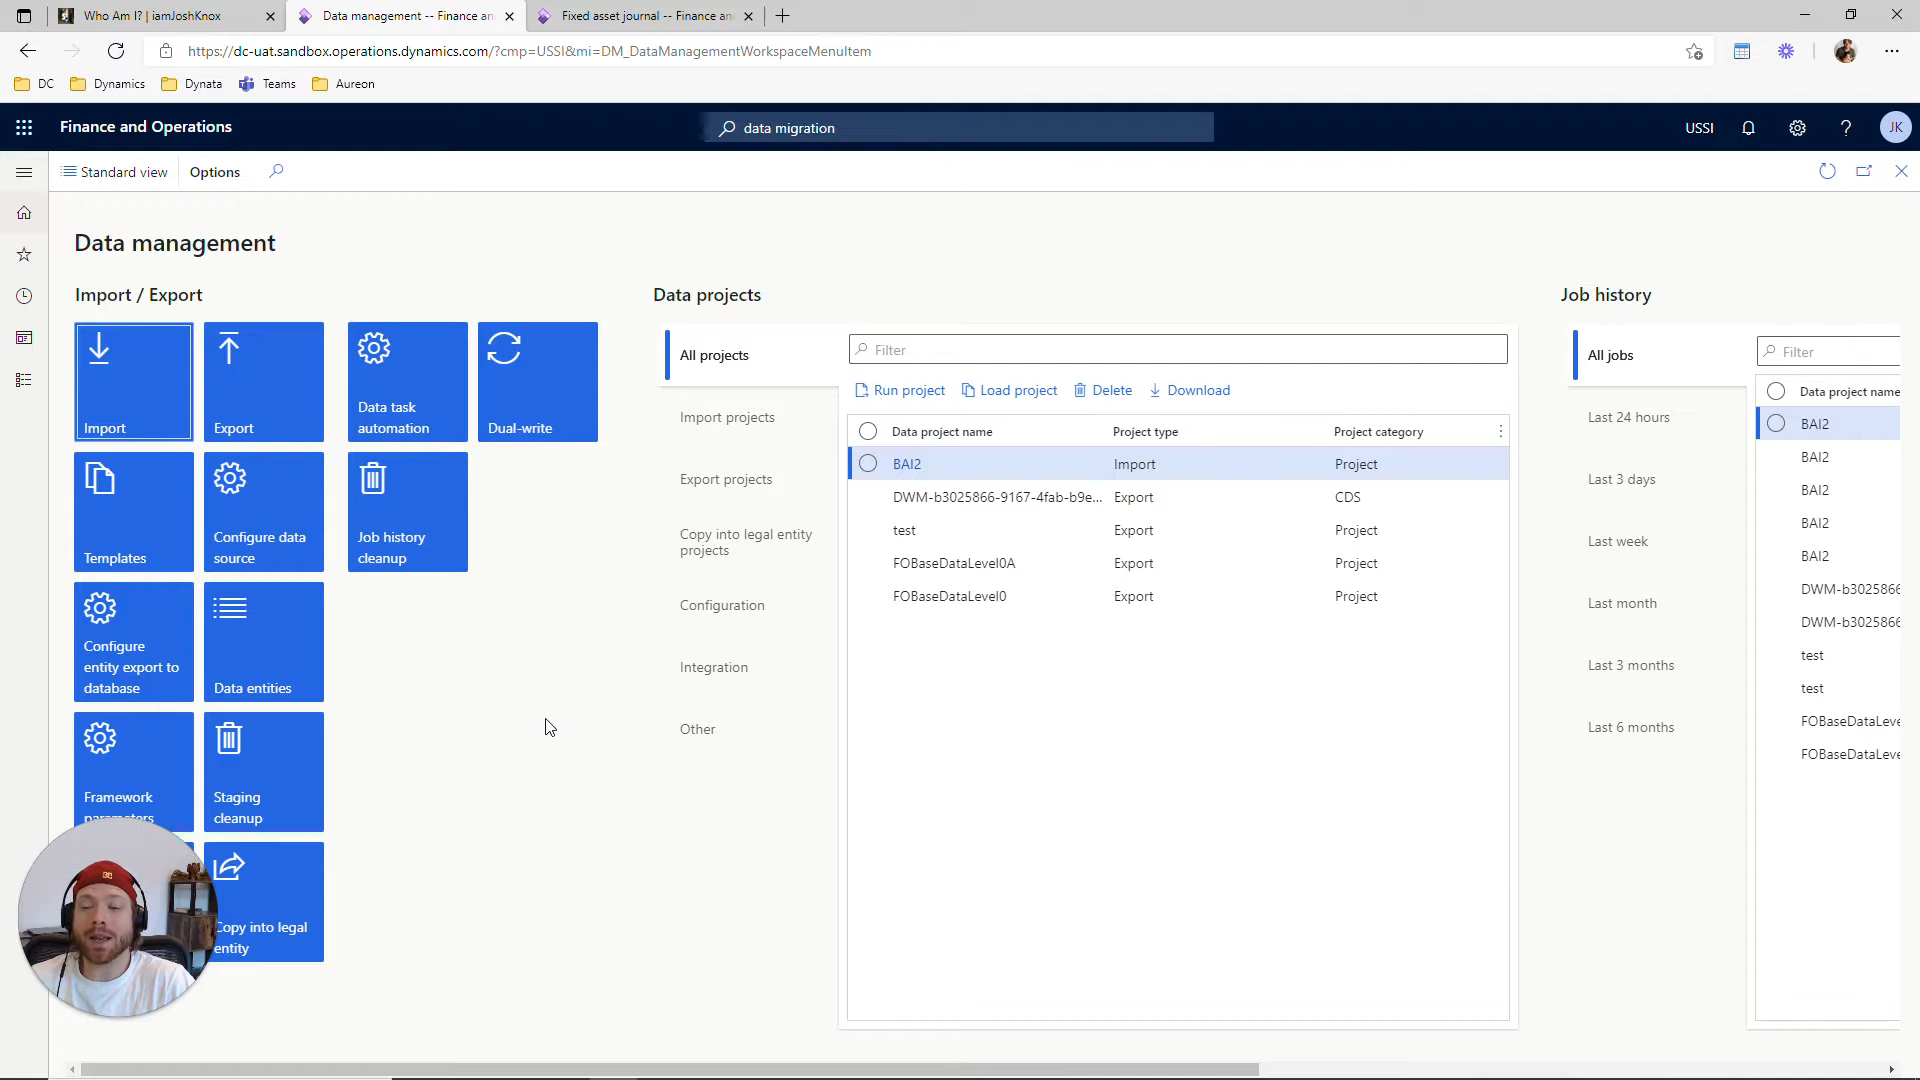 Who Am I? | iamJoshKnox
Data management -- Finance an
Fixed asset journal -- Finance an
https://dc-uat.sandbox.operations.dynamics.com/?cmp=USSI&mi=DM_DataManagementWorkspaceMenuItem
DC
Dynamics
Dynata
Teams
Aureon
Finance and Operations
data migration
USSI
JK
Standard view
Options
Data management
Import / Export
Import
Export
Data task
automation
Dual-write
Templates
Configure data
source
Job history
cleanup
Configure
entity export to
database
Data entities
Framework
parameters
Staging
cleanup
Copy into legal
entity
Data projects
All projects
Import projects
Export projects
Copy into legal entity
projects
Configuration
Integration
Other
Filter
Run project
Load project
Delete
Download
Data project name Project type Project category
BAI2 Import Project
DWM-b3025866-9167-4fab-b9e... Export CDS
test Export Project
FOBaseDataLevel0A Export Project
FOBaseDataLevel0 Export Project
Job history
All jobs
Last 24 hours
Last 3 days
Last week
Last month
Last 3 months
Last 6 months
Filter
Data project name
BAI2
BAI2
BAI2
BAI2
BAI2
DWM-b3025866
DWM-b3025866
test
test
FOBaseDataLeve
FOBaseDataLeve